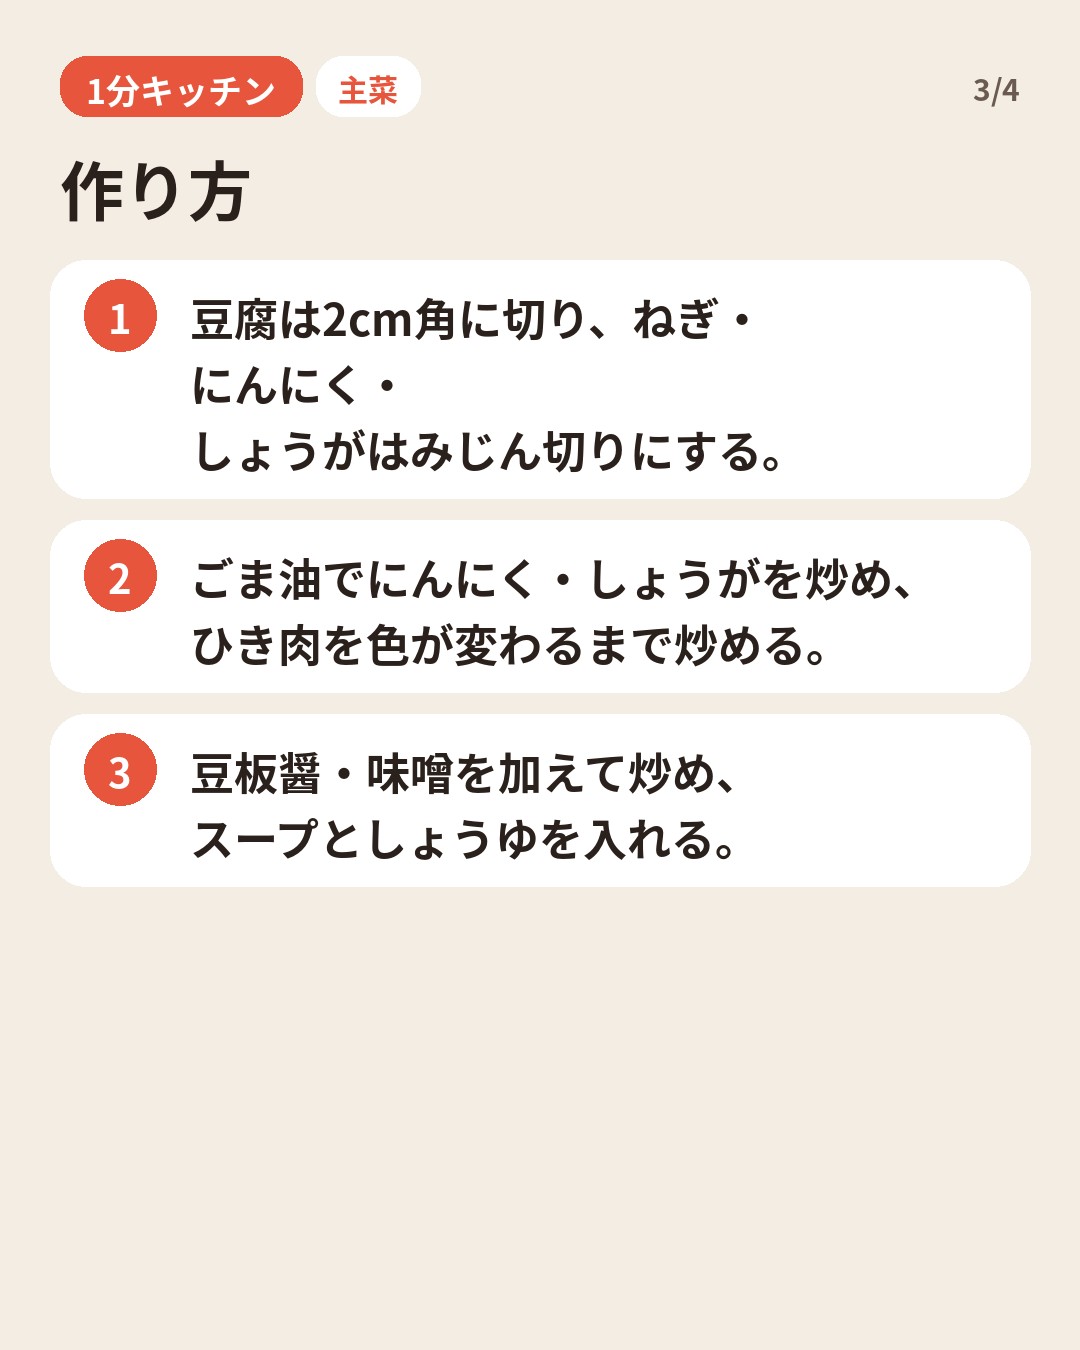 1分キッチン
主菜
3/4
作り方
1
豆腐は2cm角に切り、ねぎ・
にんにく・
しょうがはみじん切りにする。
2
ごま油でにんにく・しょうがを炒め、
ひき肉を色が変わるまで炒める。
3
豆板醤・味噌を加えて炒め、
スープとしょうゆを入れる。